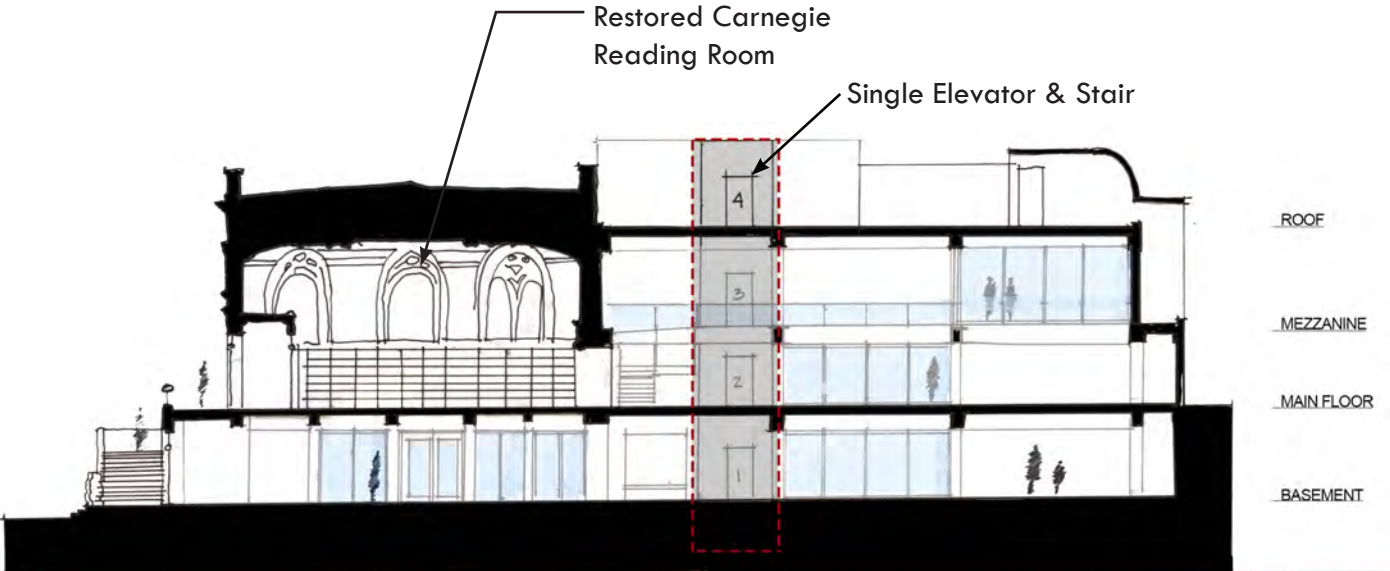 Restored Carnegie
Reading Room
Single Elevator & Stair
4
ROOF
3
MEZZANINE
2
MAIN FLOOR
1
BASEMENT